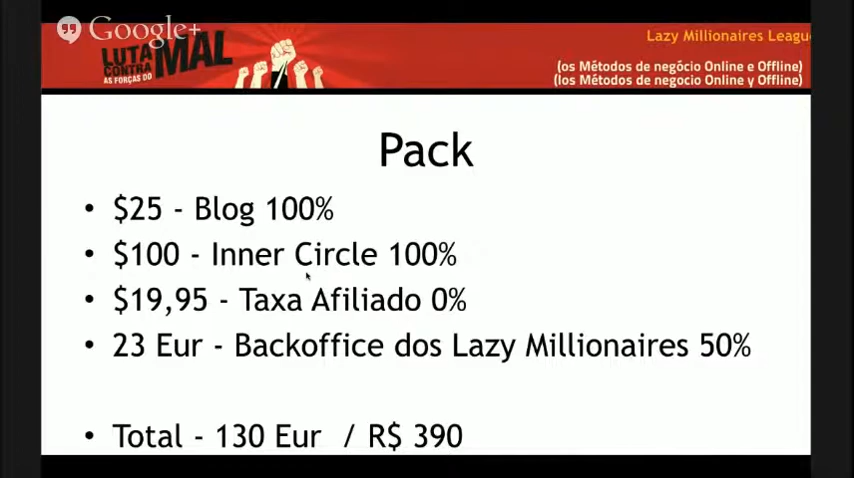 Google+
Lazy Millionaires League
LUTA
CONTRA
AS FORÇAS DO
MAL
(os Métodos de negócio Online e Offline)
(los Métodos de negocio Online y Offline)
Pack
• $25 - Blog 100%
• $100 - Inner Circle 100%
• $19,95 - Taxa Afiliado 0%
• 23 Eur - Backoffice dos Lazy Millionaires 50%
• Total - 130 Eur / R$ 390